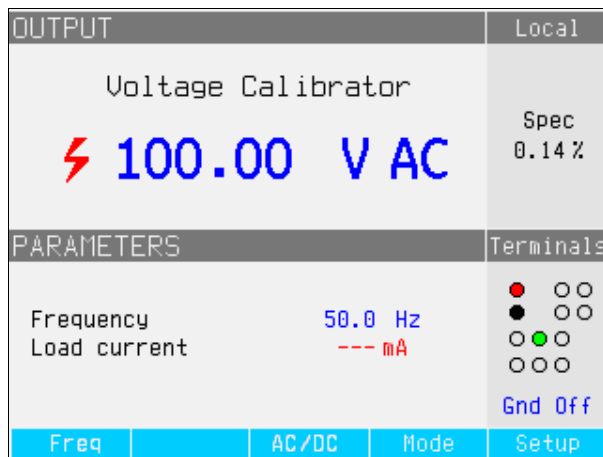 OUTPUT
Local
Voltage Calibrator
100.00 V AC
Spec
0.14 %
PARAMETERS
Terminals
Frequency 50.0 Hz
Load current --- mA
Gnd Off
Freq AC/DC Mode Setup